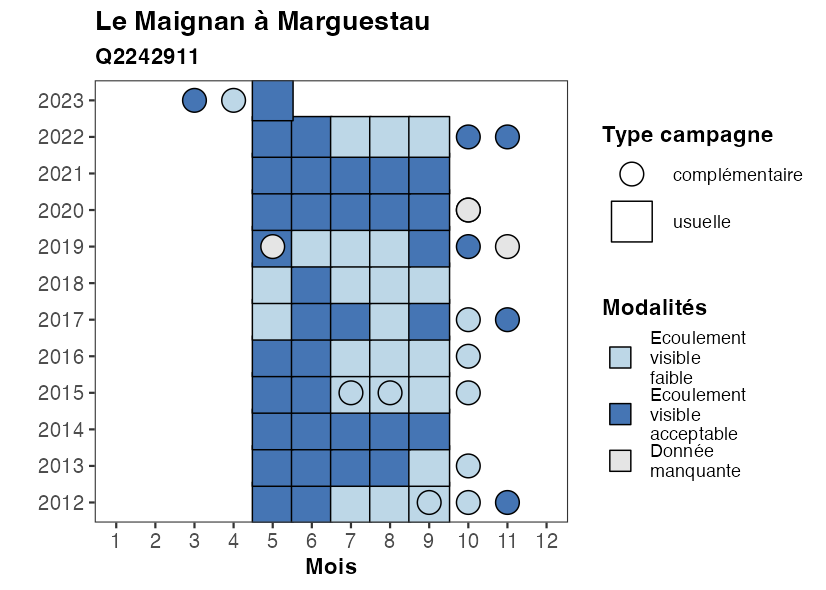 Le Maignan à Marguestau
Q2242911
2023
2022
2021
2020
2019
2018
2017
2016
2015
2014
2013
2012
1 2 3 4 5 6 7 8 9 10 11 12
Mois
Type campagne
complémentaire
usuelle
Modalités
Ecoulement
visible
faible
Ecoulement
visible
acceptable
Donnée
manquante